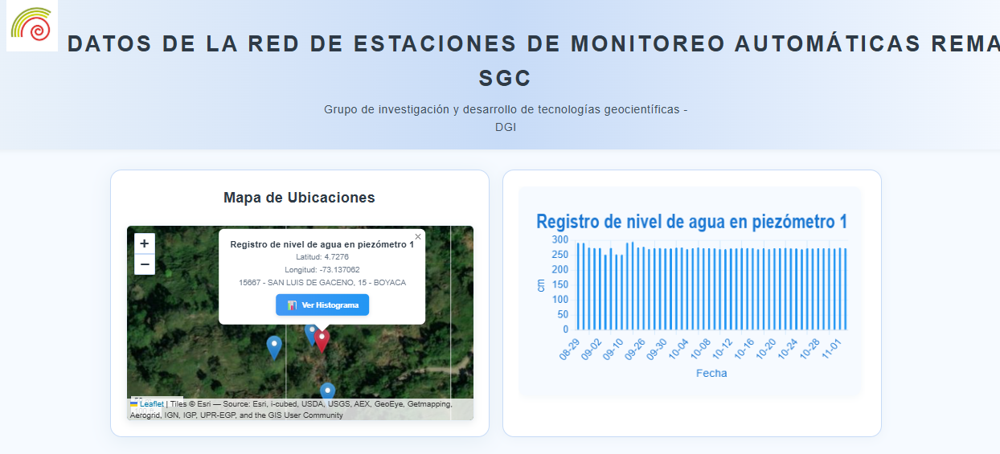 DATOS DE LA RED DE ESTACIONES DE MONITOREO AUTOMÁTICAS REMA
SGC
Grupo de investigación y desarrollo de tecnologías geocientíficas -
DGI
Mapa de Ubicaciones
+
−
×
Registro de nivel de agua en piezómetro 1
Latitud: 4.7276
Longitud: -73.137062
15667 - SAN LUIS DE GACENO, 15 - BOYACA
Ver Histograma
Leaflet | Tiles © Esri — Source: Esri, i-cubed, USDA, USGS, AEX, GeoEye, Getmapping,
Aerogrid, IGN, IGP, UPR-EGP, and the GIS User Community
Registro de nivel de agua en piezómetro 1
300
250
200
150
100
50
0
cm
08-29 09-02 09-10 09-26 09-30 10-04 10-08 10-12 10-16 10-20 10-24 10-28 11-01
Fecha